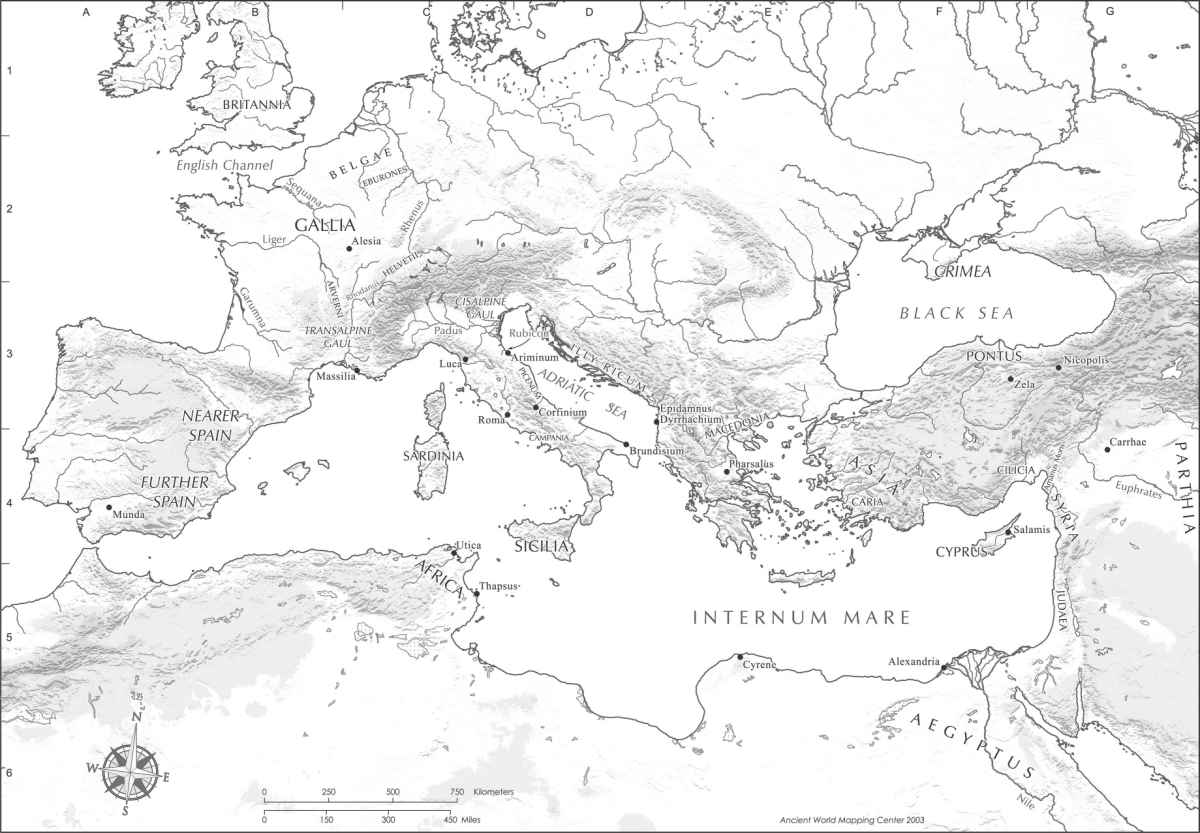 A B C D E F G
1
BRITANNIA
English Channel
BELGAE
EBURONES
Sequana
Rhenus
2
GALLIA
Liger
Alesia
HELVETII
CRIMEA
Rhodanus
ARVERNI
Garumna
CISALPINE
GAUL
BLACK SEA
TRANSALPINE
GAUL
Padus
Rubicon
3
Ariminum
ILLYRICUM
PONTUS
Nicopolis
Luca
Massilia
PICENUM
ADRIATIC
SEA
Zela
NEARER
SPAIN
Roma
Corfinium
Epidamnus
Dyrrhachium
MACEDONIA
CAMPANIA
Brundisium
SARDINIA
Carrhae
PARTHIA
Pharsalus
ASIA
CILICIA
Amanus Mons
Euphrates
FURTHER
SPAIN
4
CARIA
Munda
SYRIA
Salamis
Utica
SICILIA
CYPRUS
AFRICA
Thapsus
JUDAEA
INTERNUM MARE
5
Cyrene
Alexandria
AEGYPTUS
N
W E
S
6
Nile
0 250 500 750 Kilometers
0 150 300 450 Miles
Ancient World Mapping Center 2003